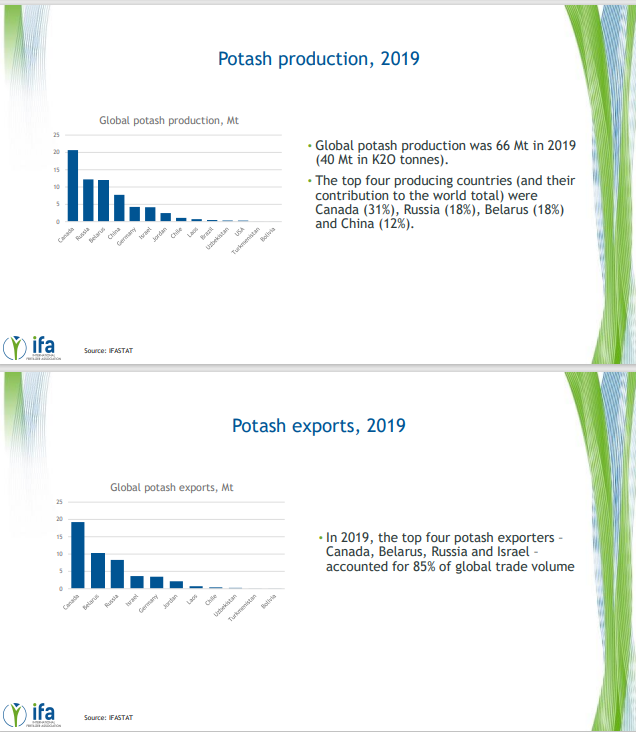 Potash production, 2019
Global potash production, Mt
25
20
15
10
5
0
Canada
Russia
Belarus
China
Germany
Israel
Jordan
Chile
Laos
Brazil
Uzbekistan
USA
Turkmenistan
Bolivia
• Global potash production was 66 Mt in 2019
(40 Mt in K2O tonnes).
• The top four producing countries (and their
contribution to the world total) were
Canada (31%), Russia (18%), Belarus (18%)
and China (12%).
ifa
INTERNATIONAL
FERTILIZER ASSOCIATION
Source: IFASTAT
Potash exports, 2019
Global potash exports, Mt
25
20
15
10
5
0
Canada
Belarus
Russia
Israel
Germany
Jordan
Laos
Chile
Uzbekistan
Turkmenistan
Bolivia
• In 2019, the top four potash exporters –
Canada, Belarus, Russia and Israel –
accounted for 85% of global trade volume
ifa
INTERNATIONAL
FERTILIZER ASSOCIATION
Source: IFASTAT